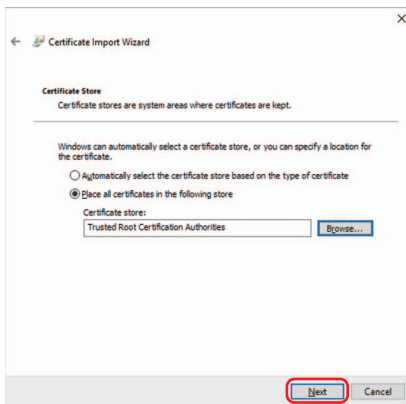 Certificate Import Wizard
Certificate Store
Certificate stores are system areas where certificates are kept.
Windows can automatically select a certificate store, or you can specify a location for
the certificate.
Automatically select the certificate store based on the type of certificate
Place all certificates in the following store
Certificate store:
Trusted Root Certification Authorities
Browse...
Next
Cancel